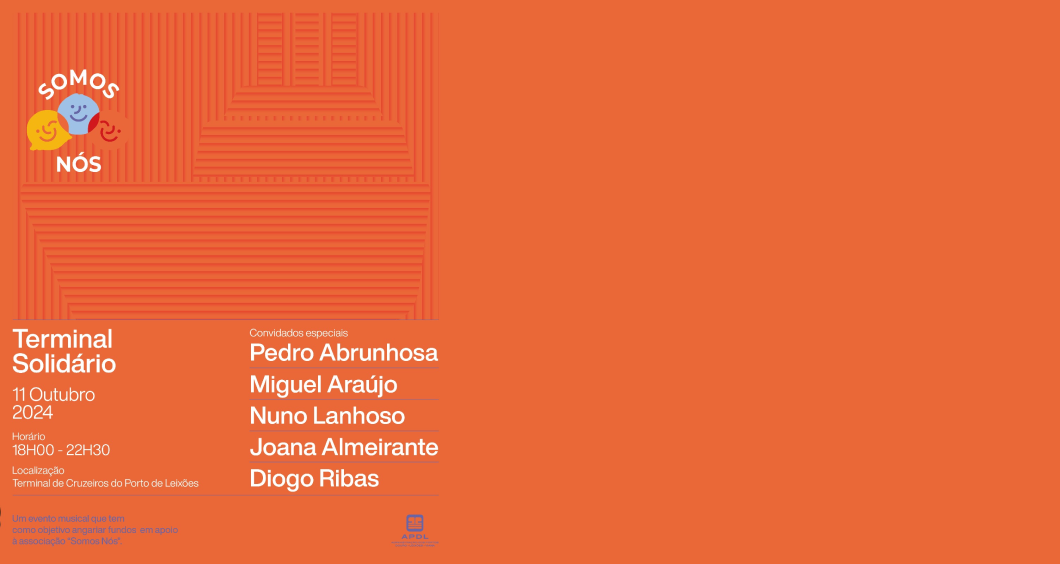 SOMOS
NÓS
Terminal
Solidário
11 Outubro
2024
Horário
18H00 - 22H30
Localização
Terminal de Cruzeiros do Porto de Leixões
Convidados especiais
Pedro Abrunhosa
Miguel Araújo
Nuno Lanhoso
Joana Almeirante
Diogo Ribas
Um evento musical que tem
como objetivo angariar fundos em apoio
à associação "Somos Nós".
APDL